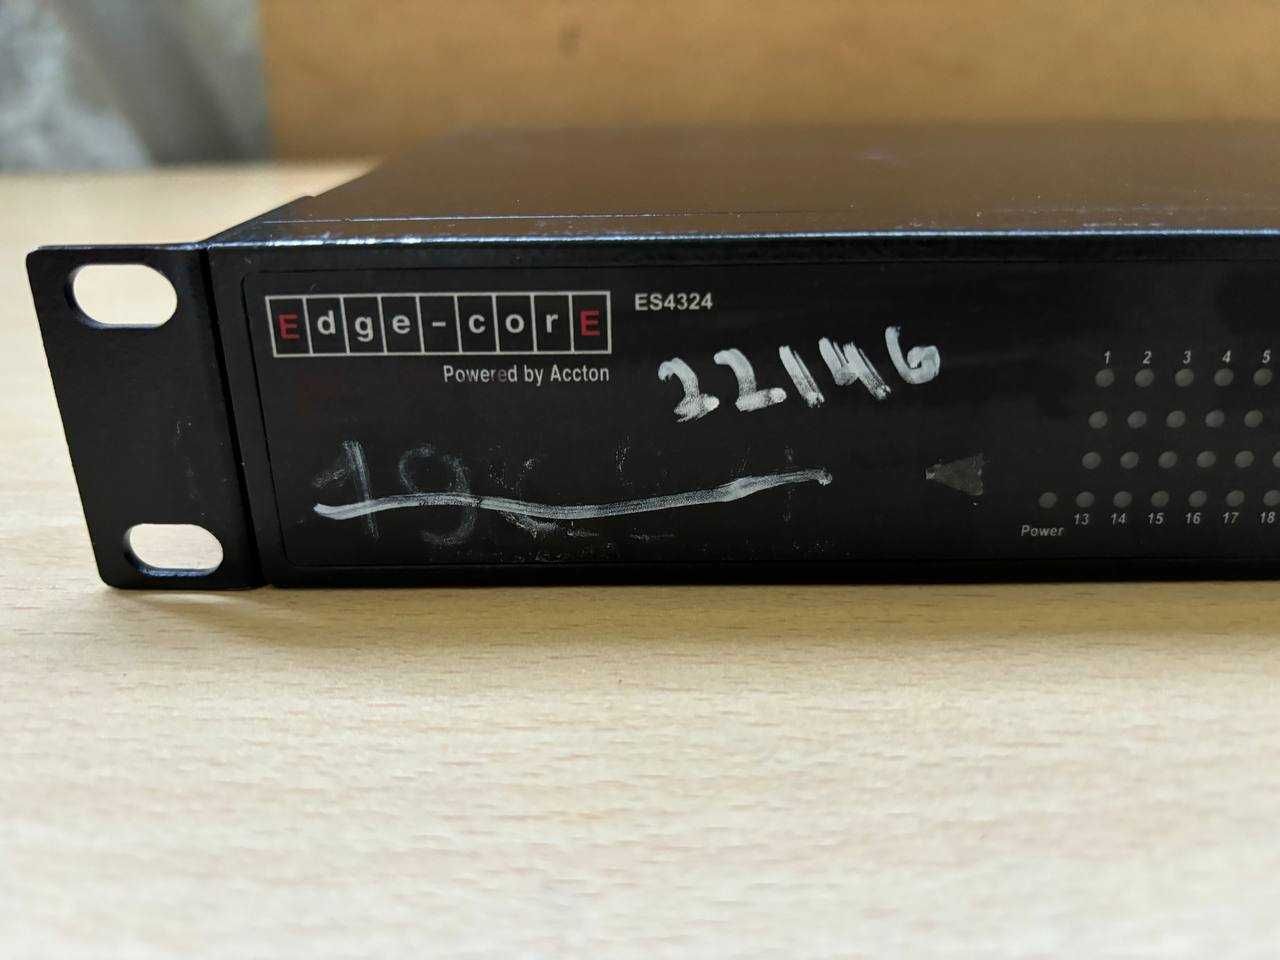 Edge-corE
ES4324
Powered by Accton
22146
1 2 3 4 5
Power 13 14 15 16 17 18